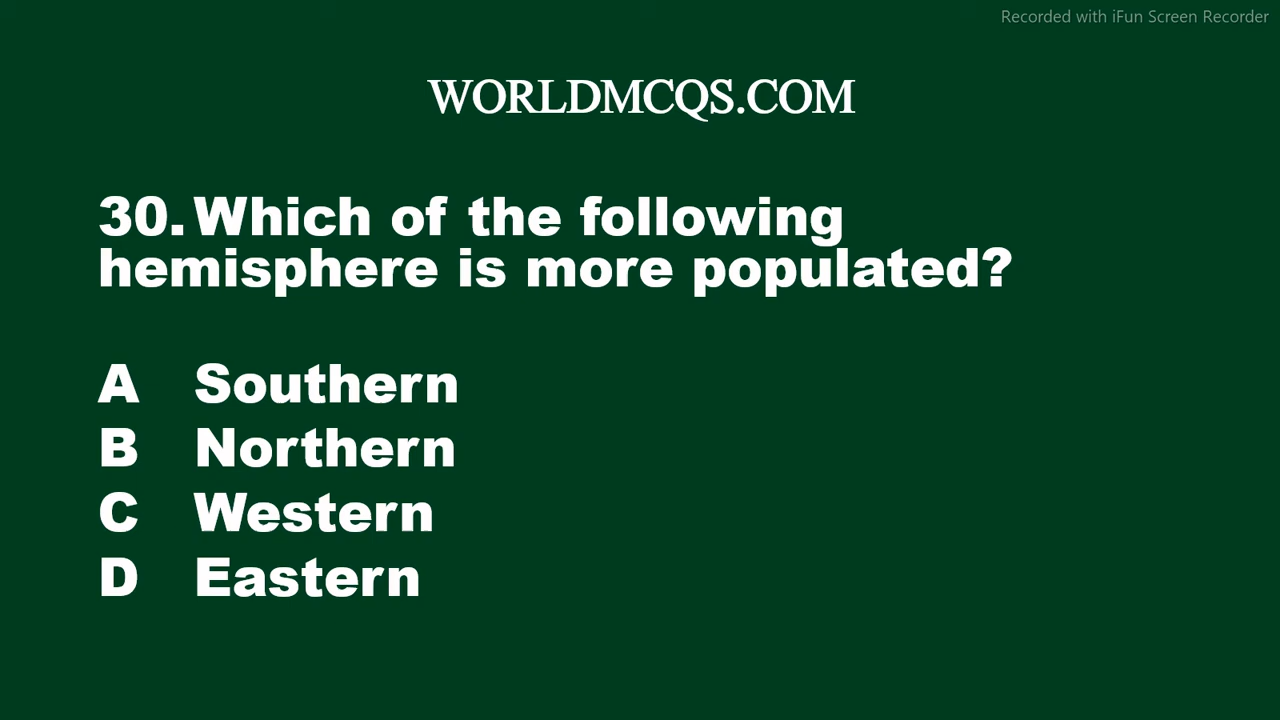 Recorded with iFun Screen Recorder
WORLDMCQS.COM
30. Which of the following
hemisphere is more populated?
A Southern
B Northern
C Western
D Eastern